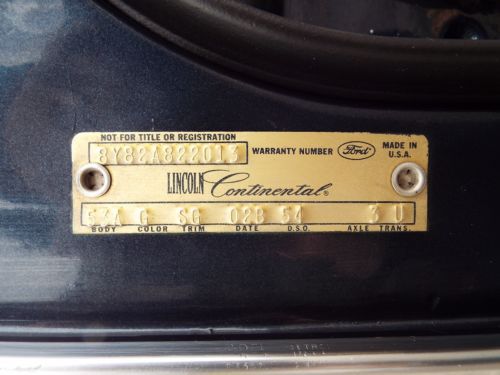 NOT FOR TITLE OR REGISTRATION
8Y82A822013 WARRANTY NUMBER Ford MADE IN U.S.A.
LINCOLN Continental®
53A G SG 02B 54 3 U
BODY COLOR TRIM DATE D.S.O. AXLE TRANS.